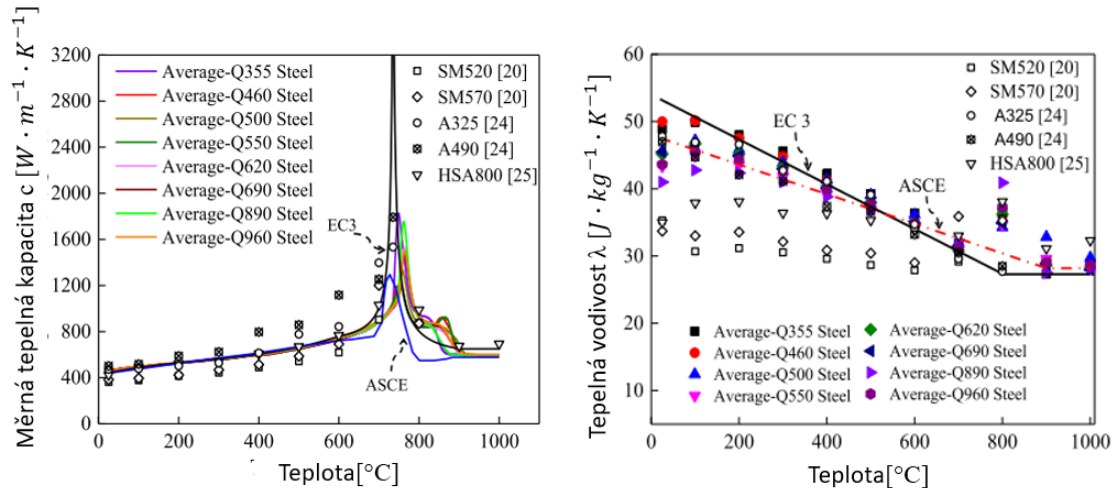 Měrná tepelná kapacita c [W · m⁻¹ · K⁻¹]
3200
2800
2400
2000
1600
1200
800
400
0
0
200
400
600
800
1000
Teplota[°C]
Average-Q355 Steel
Average-Q460 Steel
Average-Q500 Steel
Average-Q550 Steel
Average-Q620 Steel
Average-Q690 Steel
Average-Q890 Steel
Average-Q960 Steel
SM520 [20]
SM570 [20]
A325 [24]
A490 [24]
HSA800 [25]
EC3
ASCE
Tepelná vodivost λ [J · kg⁻¹ · K⁻¹]
60
50
40
30
20
10
0
200
400
600
800
1000
Teplota[°C]
SM520 [20]
SM570 [20]
A325 [24]
A490 [24]
HSA800 [25]
EC 3
ASCE
Average-Q355 Steel
Average-Q460 Steel
Average-Q500 Steel
Average-Q550 Steel
Average-Q620 Steel
Average-Q690 Steel
Average-Q890 Steel
Average-Q960 Steel